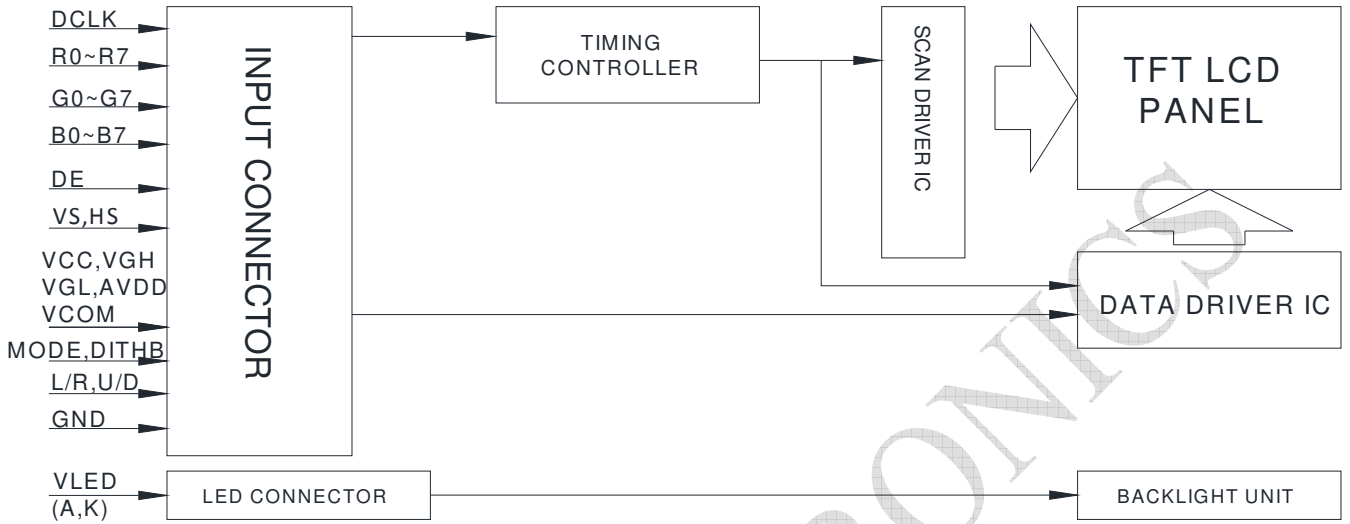 DCLK
R0~R7
G0~G7
B0~B7
DE
VS,HS
VCC,VGH
VGL,AVDD
VCOM
MODE,DITHB
L/R,U/D
GND
VLED
(A,K)
INPUT CONNECTOR
LED CONNECTOR
TIMING
CONTROLLER
SCAN DRIVER IC
TFT LCD
PANEL
DATA DRIVER IC
BACKLIGHT UNIT
RONICS